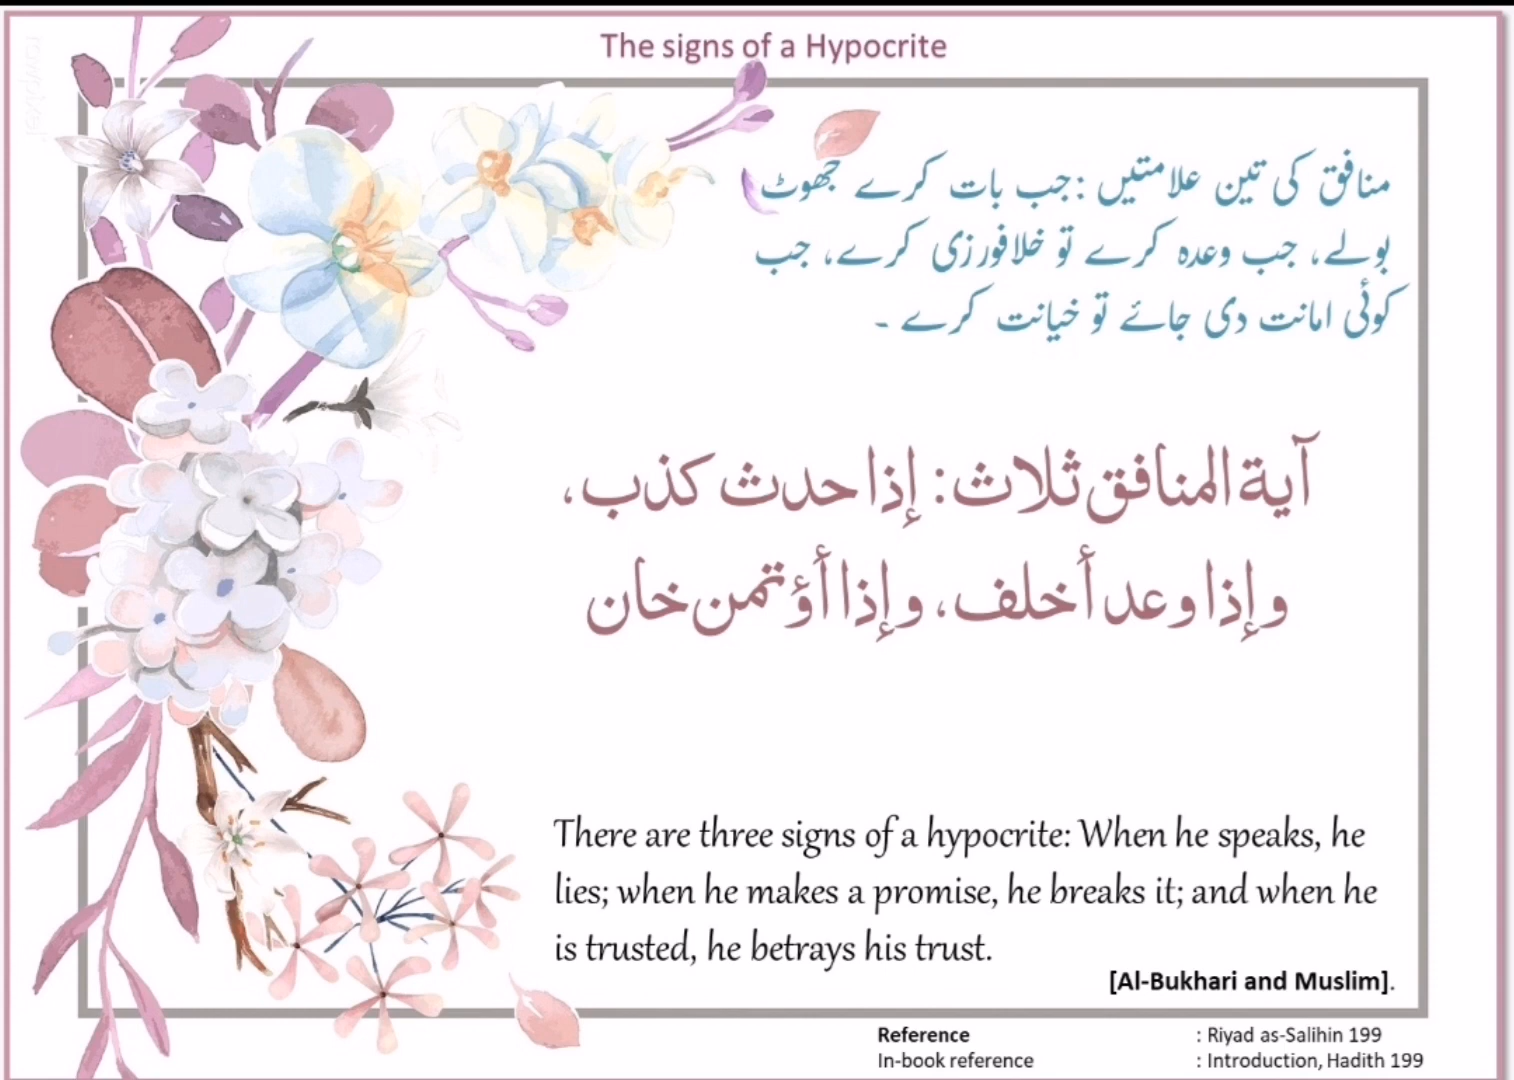 The signs of a Hypocrite
منافق کی تین علامتیں :جب بات کرے جھوٹ
بولے، جب وعدہ کرے تو خلافورزی کرے، جب
کوئی امانت دی جائے تو خیانت کرے ۔
آية المنافق ثلاث: إذا حدث كذب،
وإذا وعد أخلف، وإذا أؤتمن خان
There are three signs of a hypocrite: When he speaks, he
lies; when he makes a promise, he breaks it; and when he
is trusted, he betrays his trust.
[Al-Bukhari and Muslim].
Reference : Riyad as-Salihin 199
In-book reference : Introduction, Hadith 199